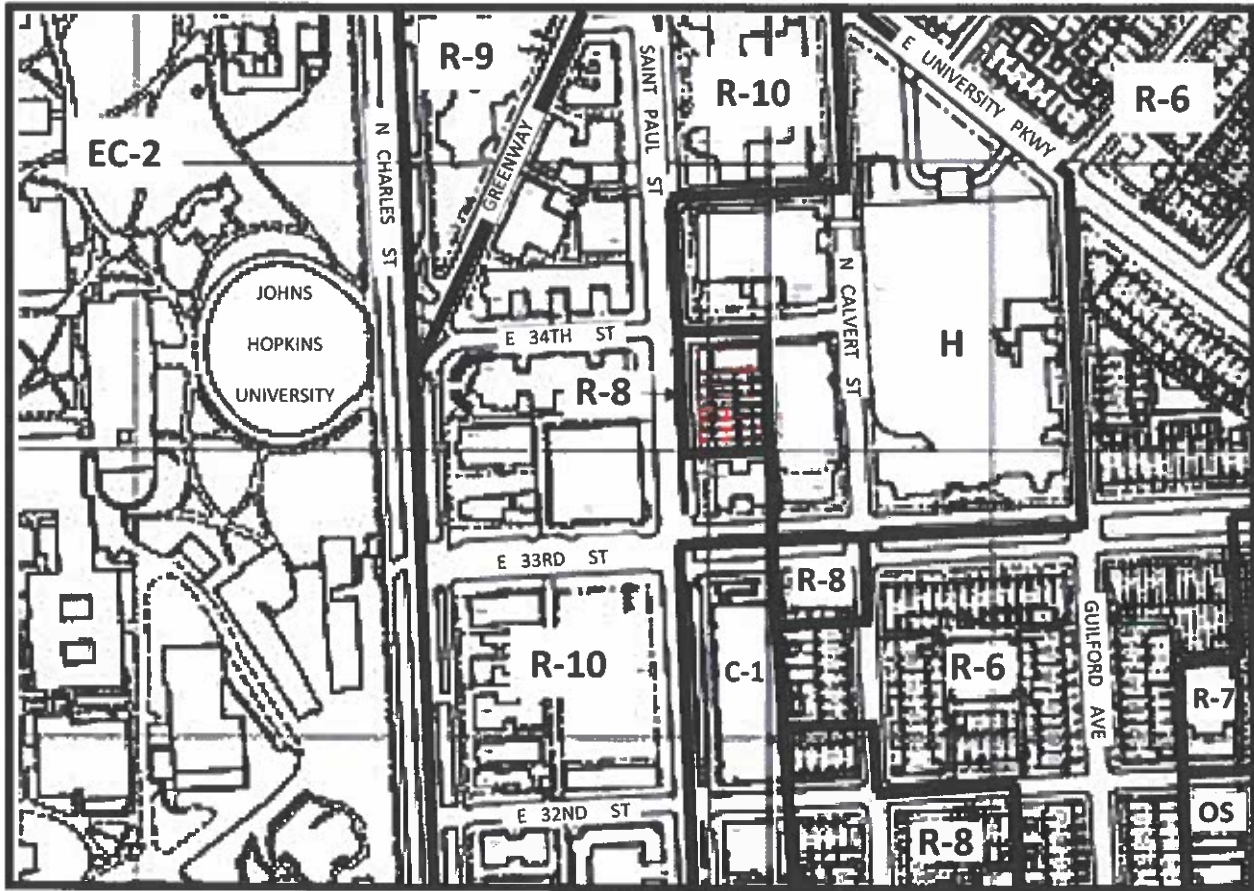 R-9
R-10
E UNIVERSITY PKWY
R-6
EC-2
SAINT PAUL ST
N CHARLES ST
GREENWAY
JOHNS
HOPKINS
UNIVERSITY
N CALVERT ST
E 34TH ST
H
R-8
E 33RD ST
R-8
GUILFORD AVE
R-10
C-1
R-6
R-7
E 32ND ST
OS
R-8